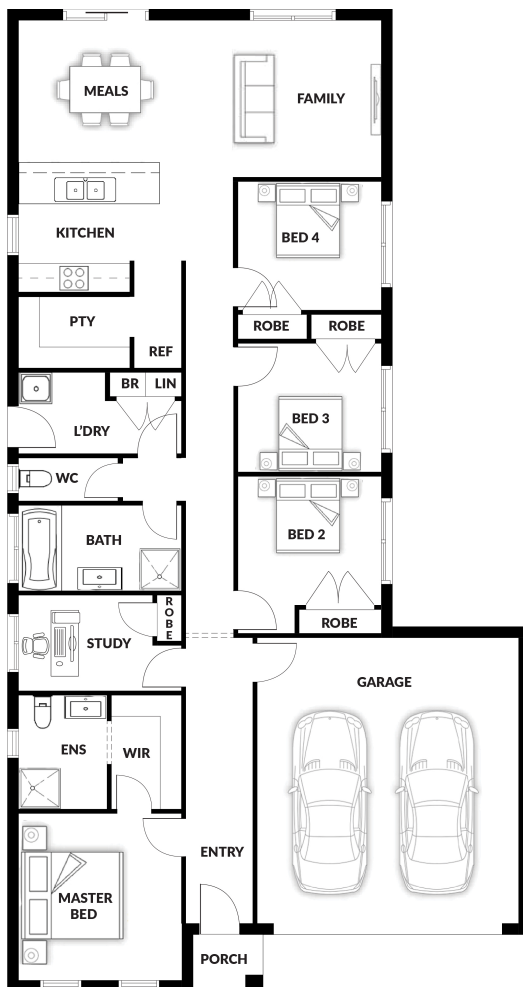 MEALS
FAMILY
KITCHEN
BED 4
PTY
ROBE
ROBE
REF
BR
LIN
L'DRY
BED 3
WC
BATH
BED 2
ROBE
ROBE
STUDY
GARAGE
ENS
WIR
ENTRY
MASTER
BED
PORCH